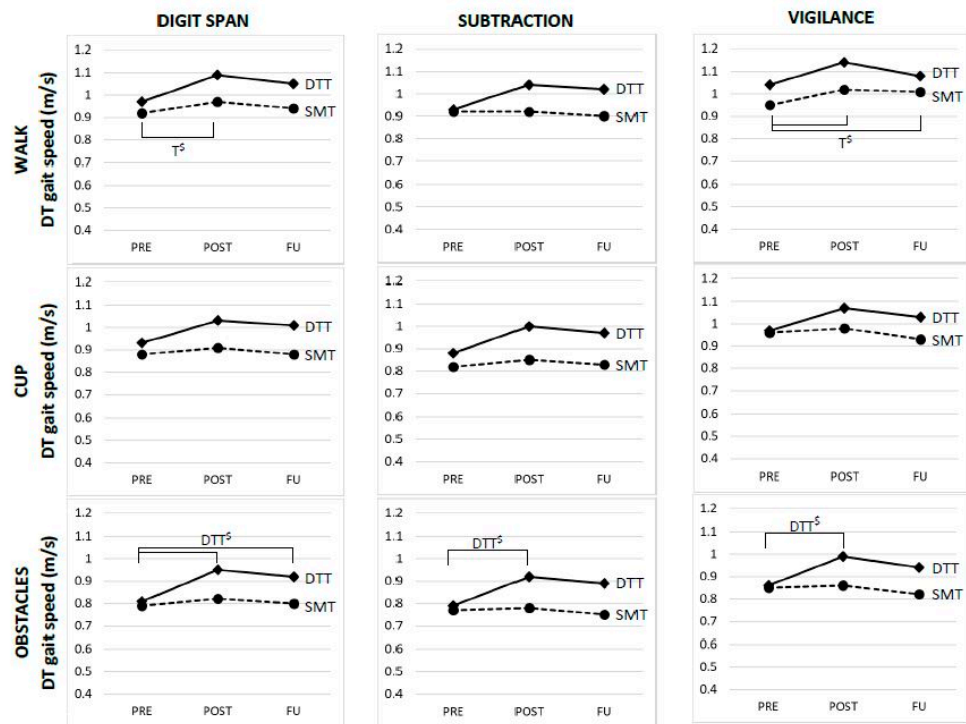 DIGIT SPAN
SUBTRACTION
VIGILANCE
WALK
DT gait speed (m/s)
1.2
1.1
1
0.9
0.8
0.7
0.6
0.5
0.4
DTT
SMT
T$
PRE POST FU
1.2
1.1
1
0.9
0.8
0.7
0.6
0.5
0.4
DTT
SMT
PRE POST FU
1.2
1.1
1
0.9
0.8
0.7
0.6
0.5
0.4
DTT
SMT
T$
PRE POST FU
CUP
DT gait speed (m/s)
1.2
1.1
1
0.9
0.8
0.7
0.6
0.5
0.4
DTT
SMT
PRE POST FU
1.2
1.1
1
0.9
0.8
0.7
0.6
0.5
0.4
DTT
SMT
PRE POST FU
1.2
1.1
1
0.9
0.8
0.7
0.6
0.5
0.4
DTT
SMT
PRE POST FU
OBSTACLES
DT gait speed (m/s)
1.2
1.1
1
0.9
0.8
0.7
0.6
0.5
0.4
DTT$
DTT
SMT
PRE POST FU
1.2
1.1
1
0.9
0.8
0.7
0.6
0.5
0.4
DTT$
DTT
SMT
PRE POST FU
1.2
1.1
1
0.9
0.8
0.7
0.6
0.5
0.4
DTT$
DTT
SMT
PRE POST FU